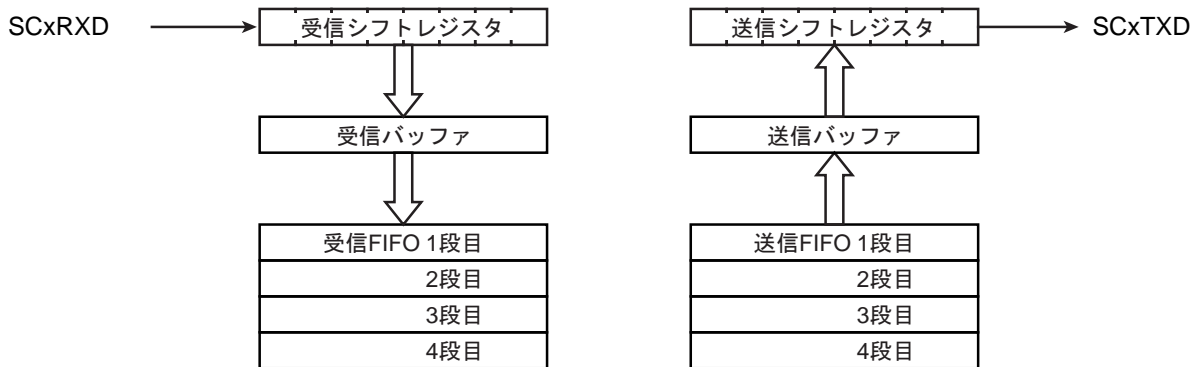 SCxRXD
受信シフトレジスタ
受信バッファ
受信FIFO 1段目
2段目
3段目
4段目
送信シフトレジスタ
SCxTXD
送信バッファ
送信FIFO 1段目
2段目
3段目
4段目